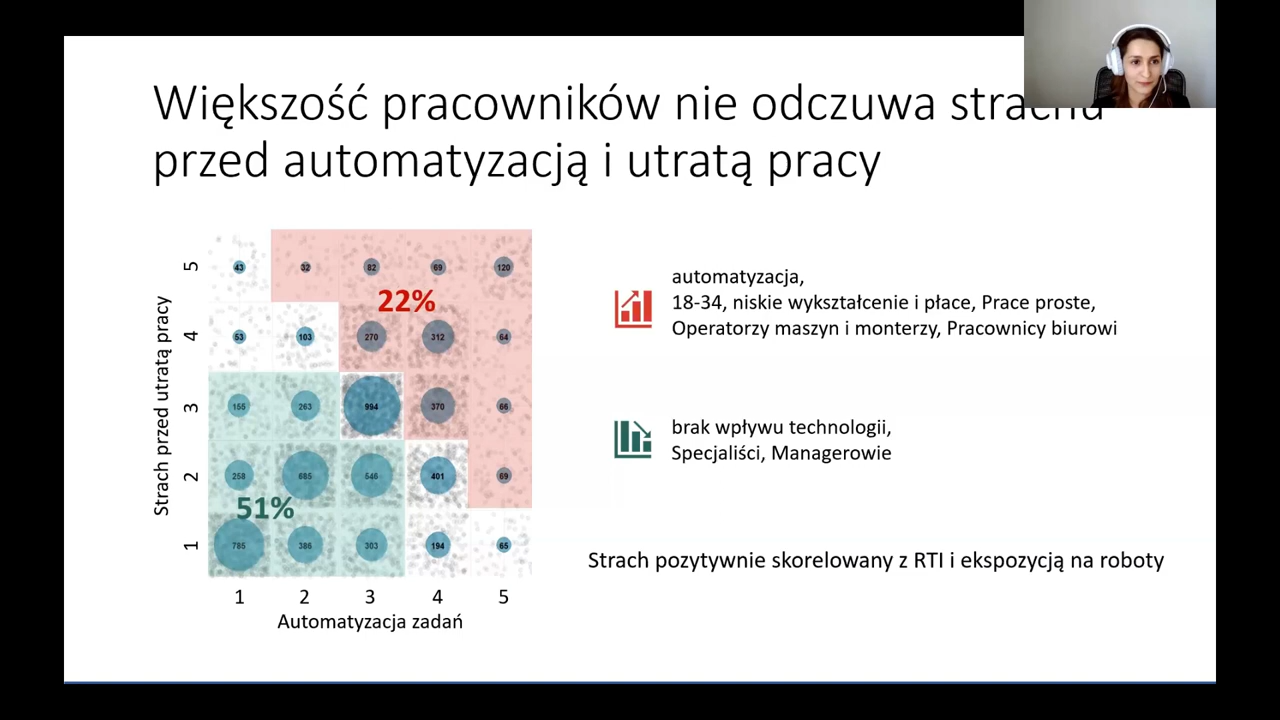 Większość pracowników nie odczuwa strachu
przed automatyzacją i utratą pracy
Strach przed utratą pracy
5
43
32
82
69
120
22%
4
53
103
270
312
64
3
155
263
994
370
66
2
258
685
546
401
69
51%
1
785
386
303
194
65
1 2 3 4 5
Automatyzacja zadań
automatyzacja,
18-34, niskie wykształcenie i płace, Prace proste,
Operatorzy maszyn i monterzy, Pracownicy biurowi
brak wpływu technologii,
Specjaliści, Managerowie
Strach pozytywnie skorelowany z RTI i ekspozycją na roboty